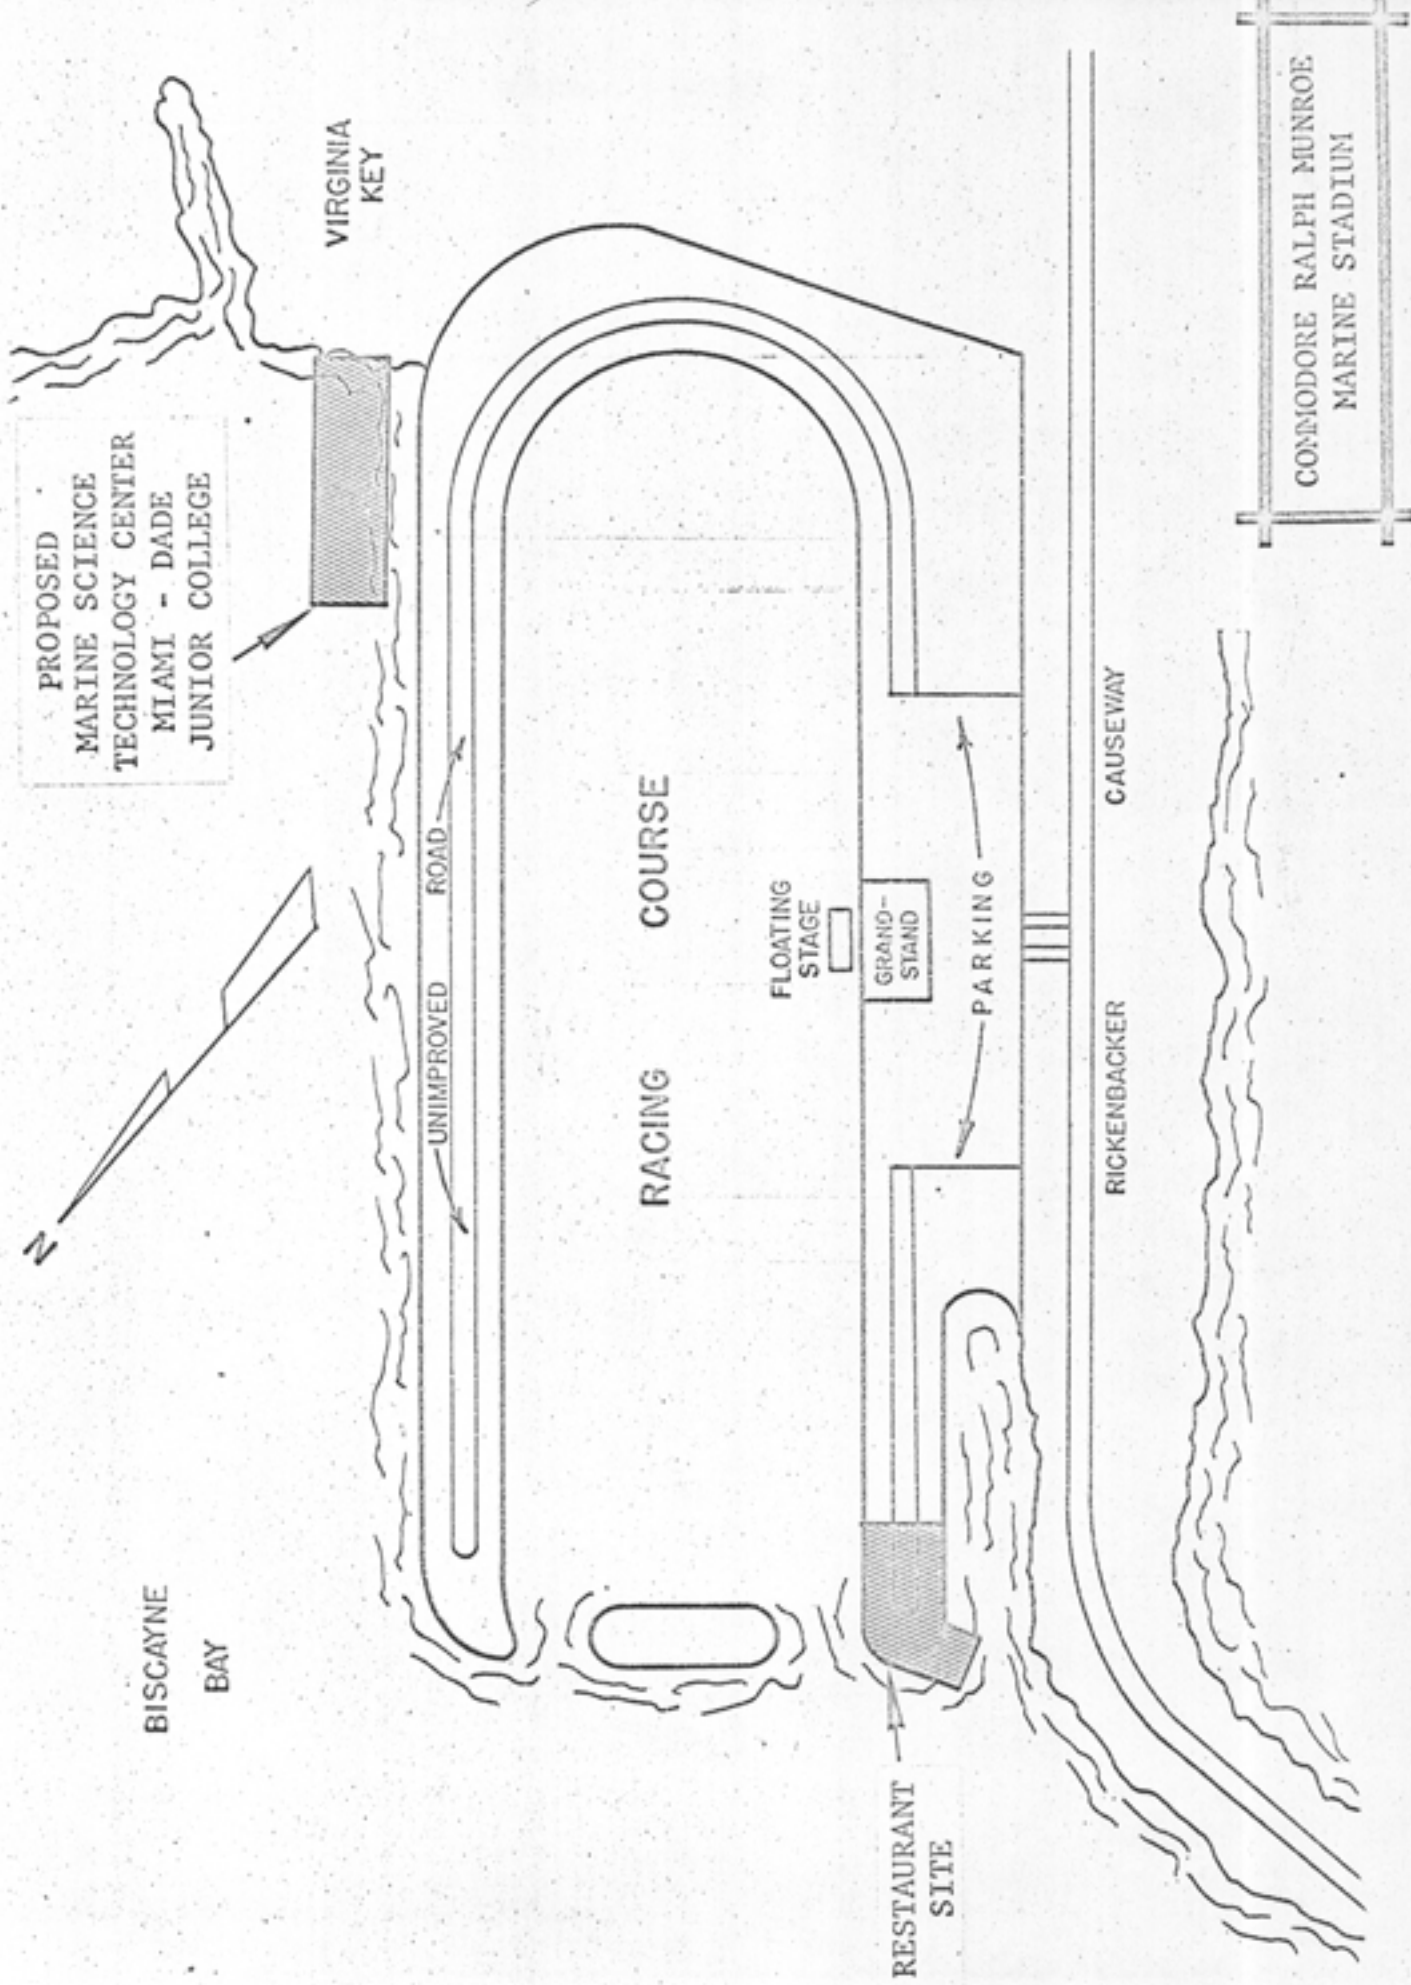 PROPOSED
MARINE SCIENCE
TECHNOLOGY CENTER
MIAMI - DADE
JUNIOR COLLEGE
VIRGINIA
KEY
N
BISCAYNE
BAY
UNIMPROVED ROAD
RACING COURSE
FLOATING
STAGE
GRAND-
STAND
PARKING
RESTAURANT
SITE
RICKENBACKER CAUSEWAY
COMMODORE RALPH MUNROE
MARINE STADIUM